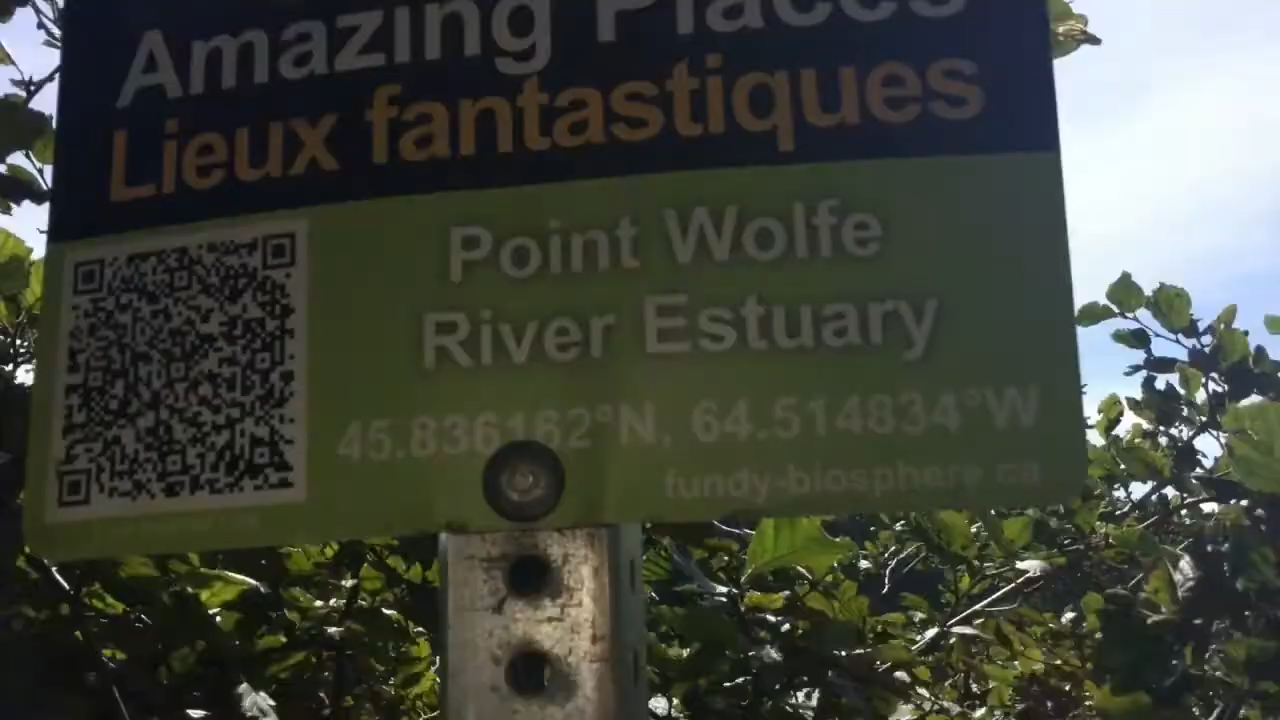 Amazing Places
Lieux fantastiques
Point Wolfe
River Estuary
45.836162°N, 64.514834°W
fundy-biosphere.ca